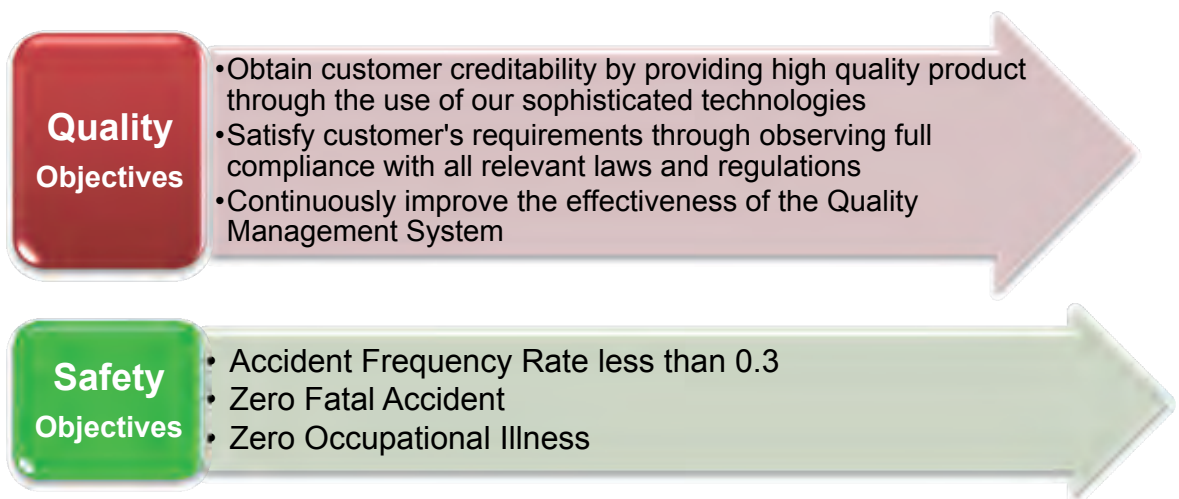 Quality
Objectives
•Obtain customer creditability by providing high quality product
through the use of our sophisticated technologies
•Satisfy customer's requirements through observing full
compliance with all relevant laws and regulations
•Continuously improve the effectiveness of the Quality
Management System
Safety
Objectives
• Accident Frequency Rate less than 0.3
• Zero Fatal Accident
• Zero Occupational Illness